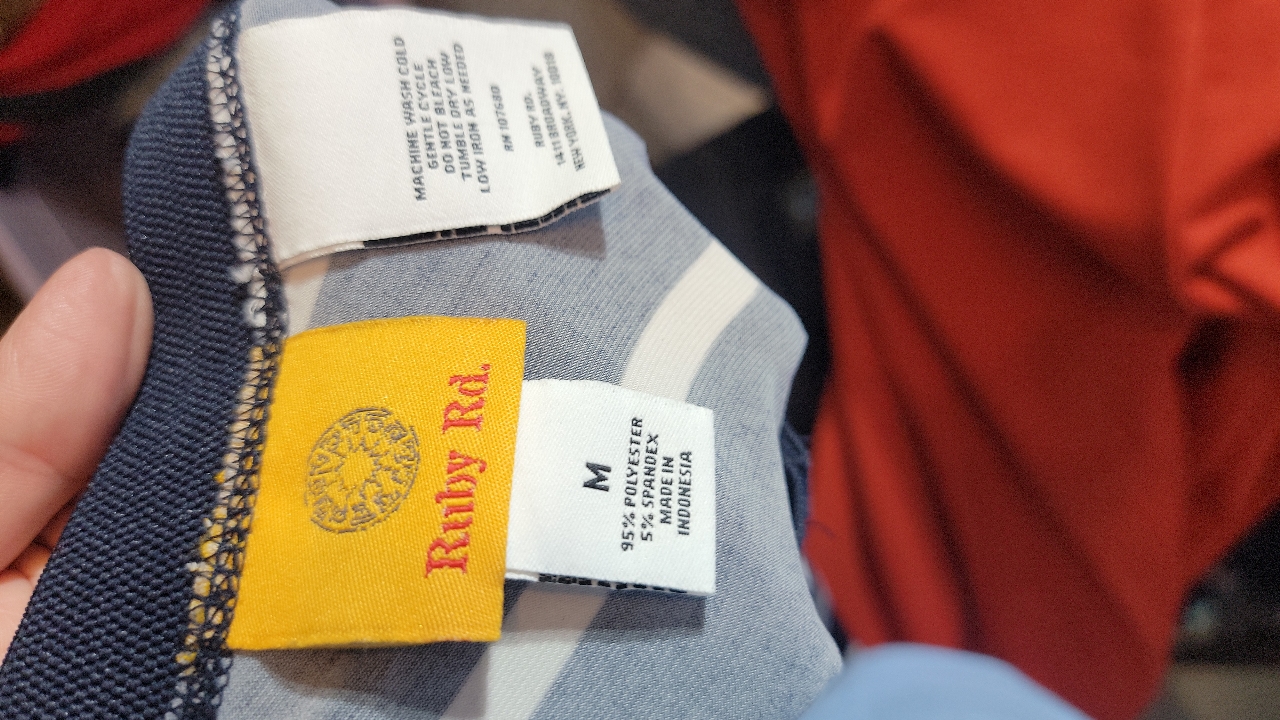 MACHINE WASH COLD
GENTLE CYCLE
DO NOT BLEACH
TUMBLE DRY LOW
LOW IRON AS NEEDED
RN 107680
RUBY RD.
1411 BROADWAY
NEW YORK, NY. 10018
Ruby Rd.
M
95% POLYESTER
5% SPANDEX
MADE IN
INDONESIA